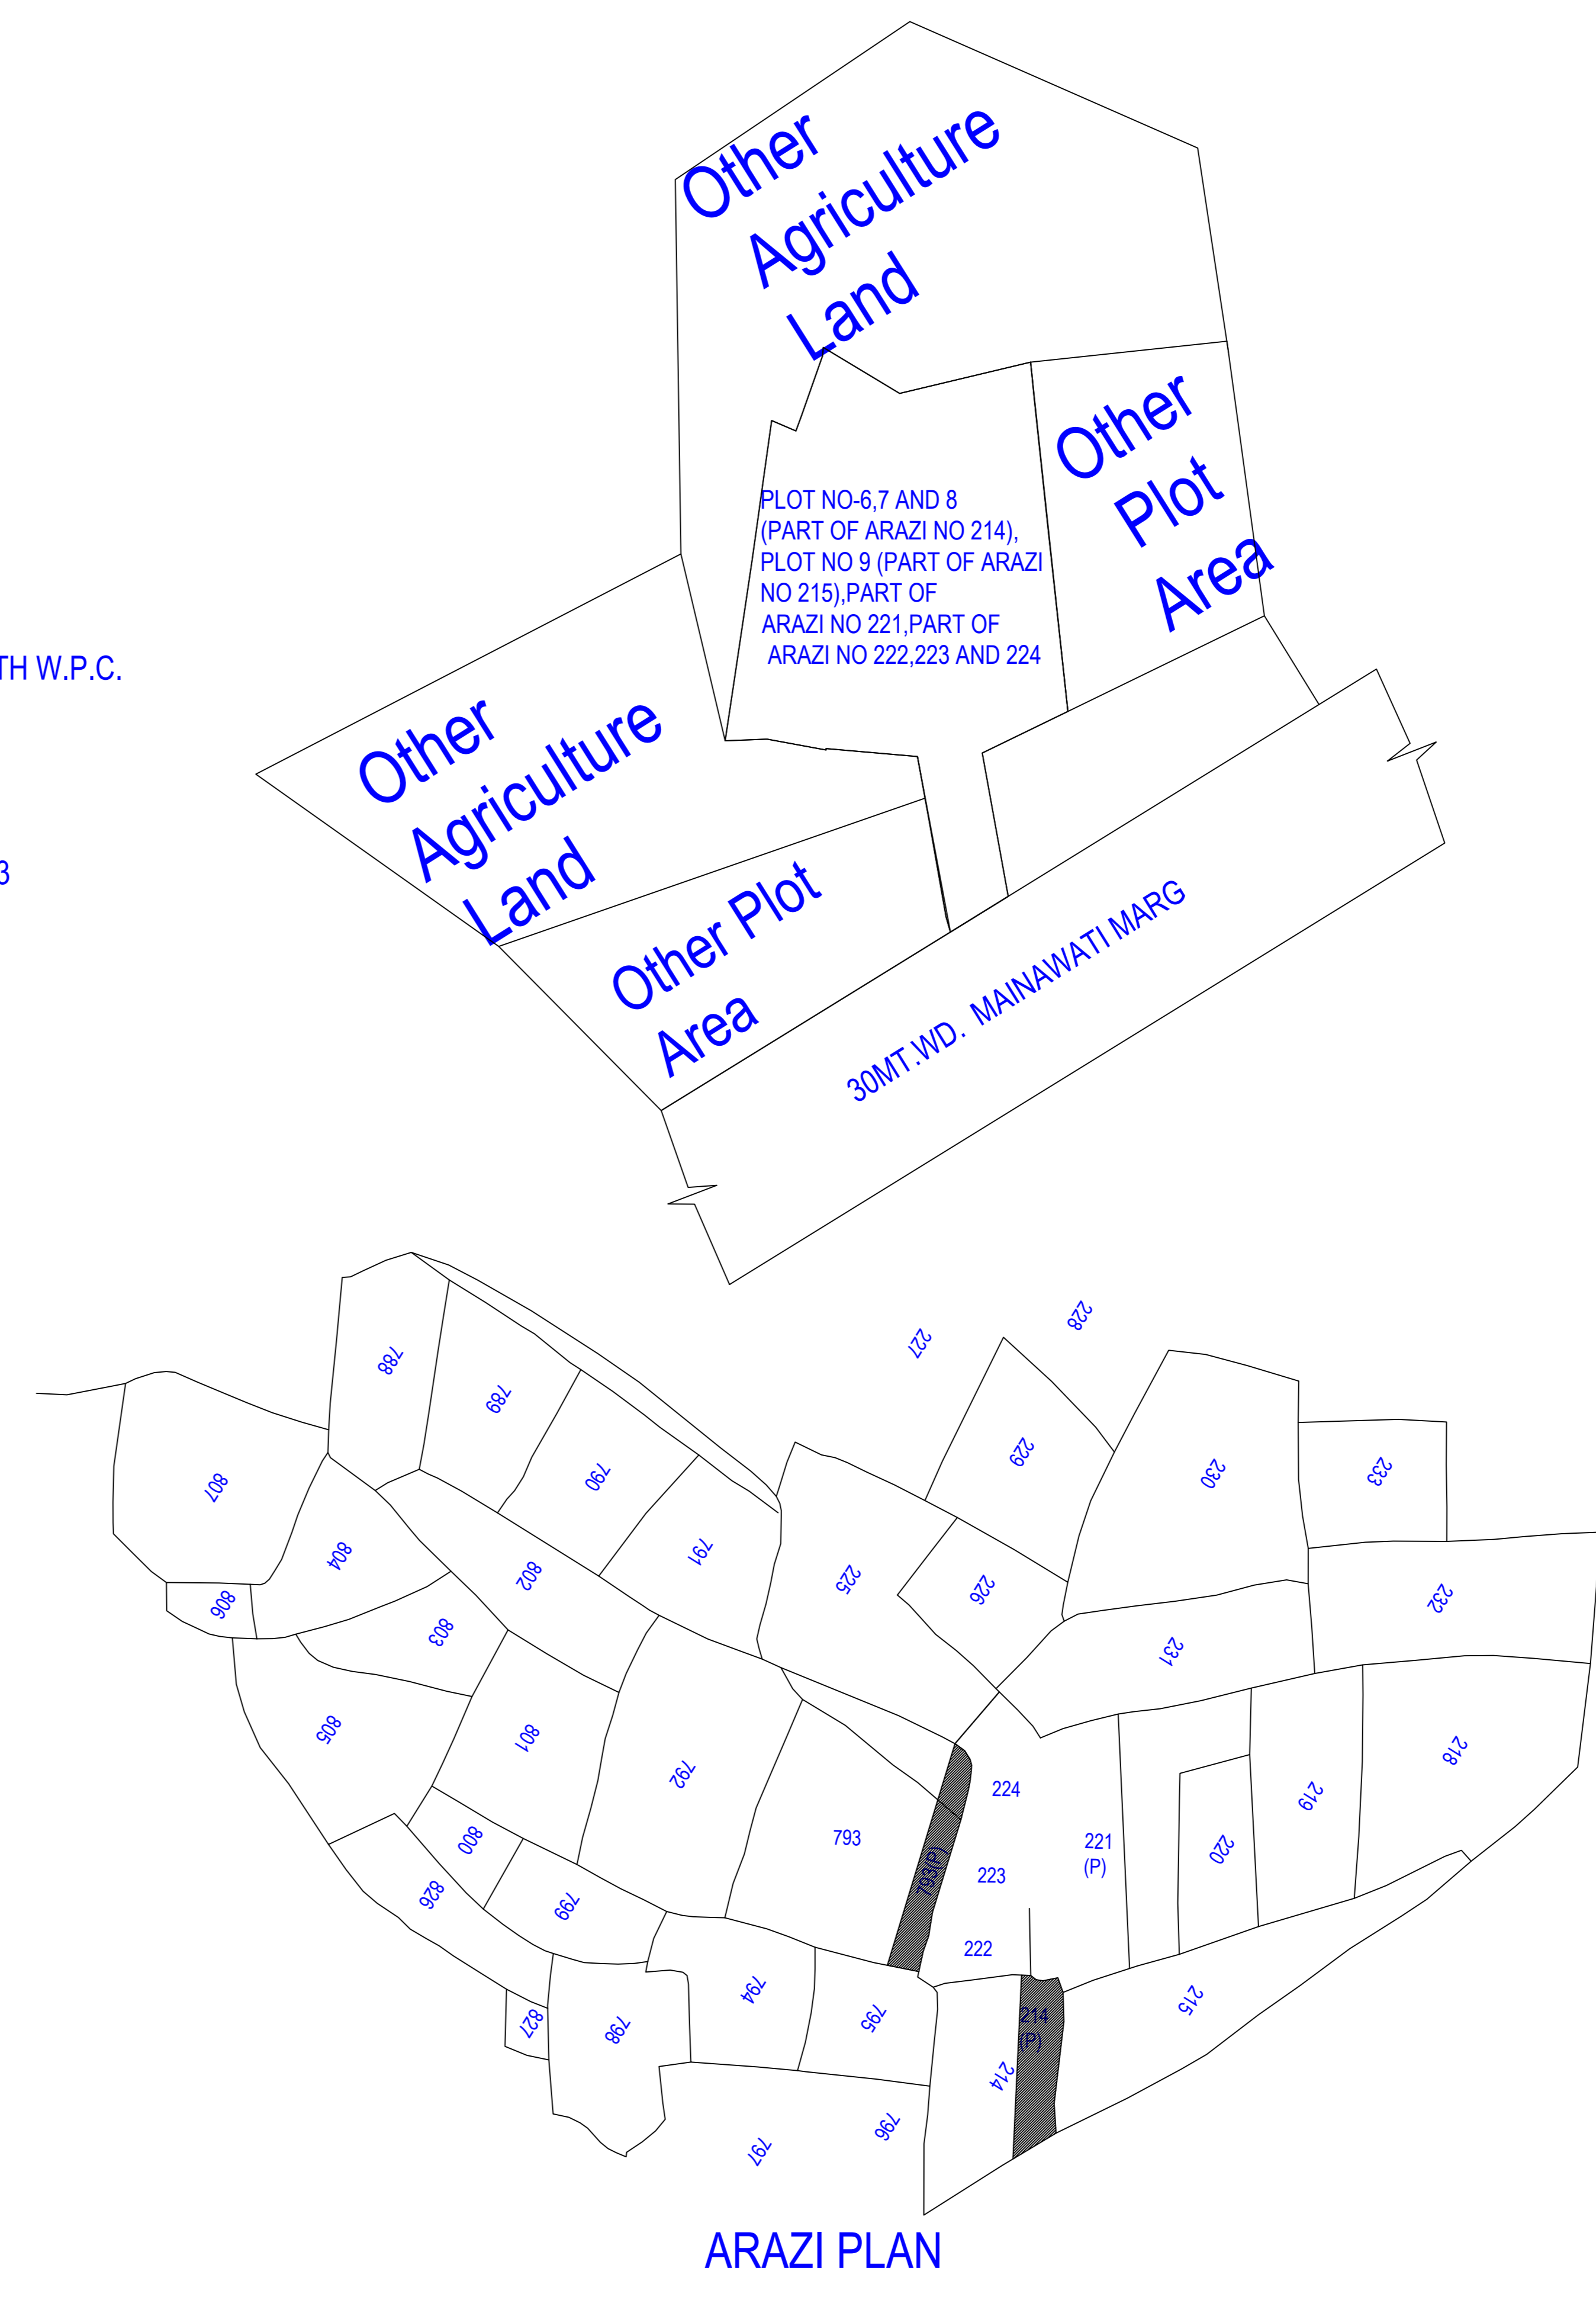 Other
Agriculture
Land
Other
Plot
Area
PLOT NO-6,7 AND 8
(PART OF ARAZI NO 214),
PLOT NO 9 (PART OF ARAZI
NO 215),PART OF
ARAZI NO 221,PART OF
ARAZI NO 222,223 AND 224
TH W.P.C.
Other
Agriculture
Land
3
Other Plot
Area
30MT.WD. MAINAWATI MARG
228
227
788
789
229
230
233
807
790
791
804
802
225
226
232
806
803
231
805
801
792
224
218
219
793
800
221
(P)
220
793(P)
223
826
799
222
794
795
215
827
798
214
(P)
214
796
797
ARAZI PLAN